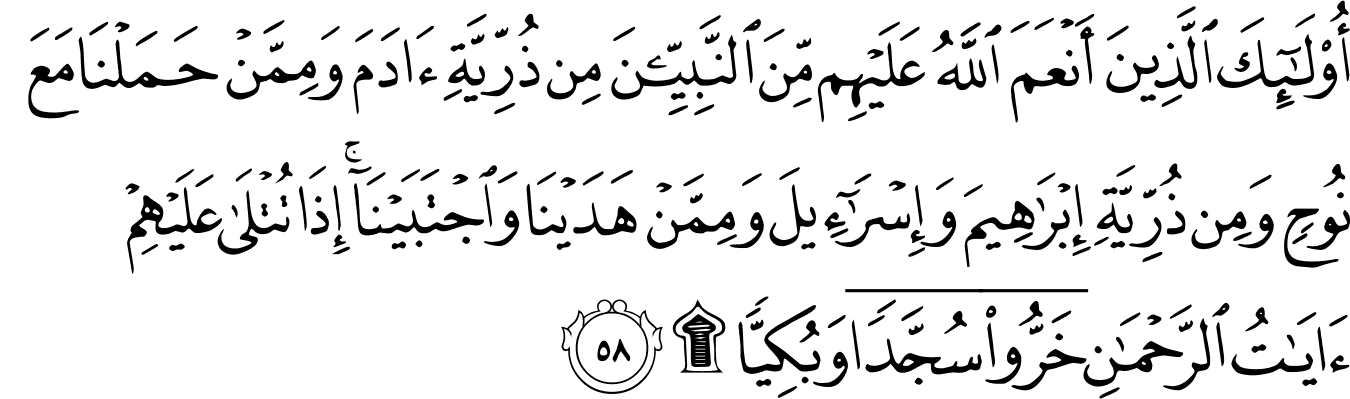 أُو۟لَـٰٓئِكَ ٱلَّذِينَ أَنْعَمَ ٱللَّهُ عَلَيْهِم مِّنَ ٱلنَّبِيِّـۧنَ مِن ذُرِّيَّةِ ءَادَمَ وَمِمَّنْ حَمَلْنَا مَعَ
نُوحٍ وَمِن ذُرِّيَّةِ إِبْرَٰهِيمَ وَإِسْرَٰٓءِيلَ وَمِمَّنْ هَدَيْنَا وَٱجْتَبَيْنَآ ۚ إِذَا تُتْلَىٰ عَلَيْهِمْ
ءَايَـٰتُ ٱلرَّحْمَـٰنِ خَرُّوا۟ سُجَّدًا وَبُكِيًّا ۩ ٥٨